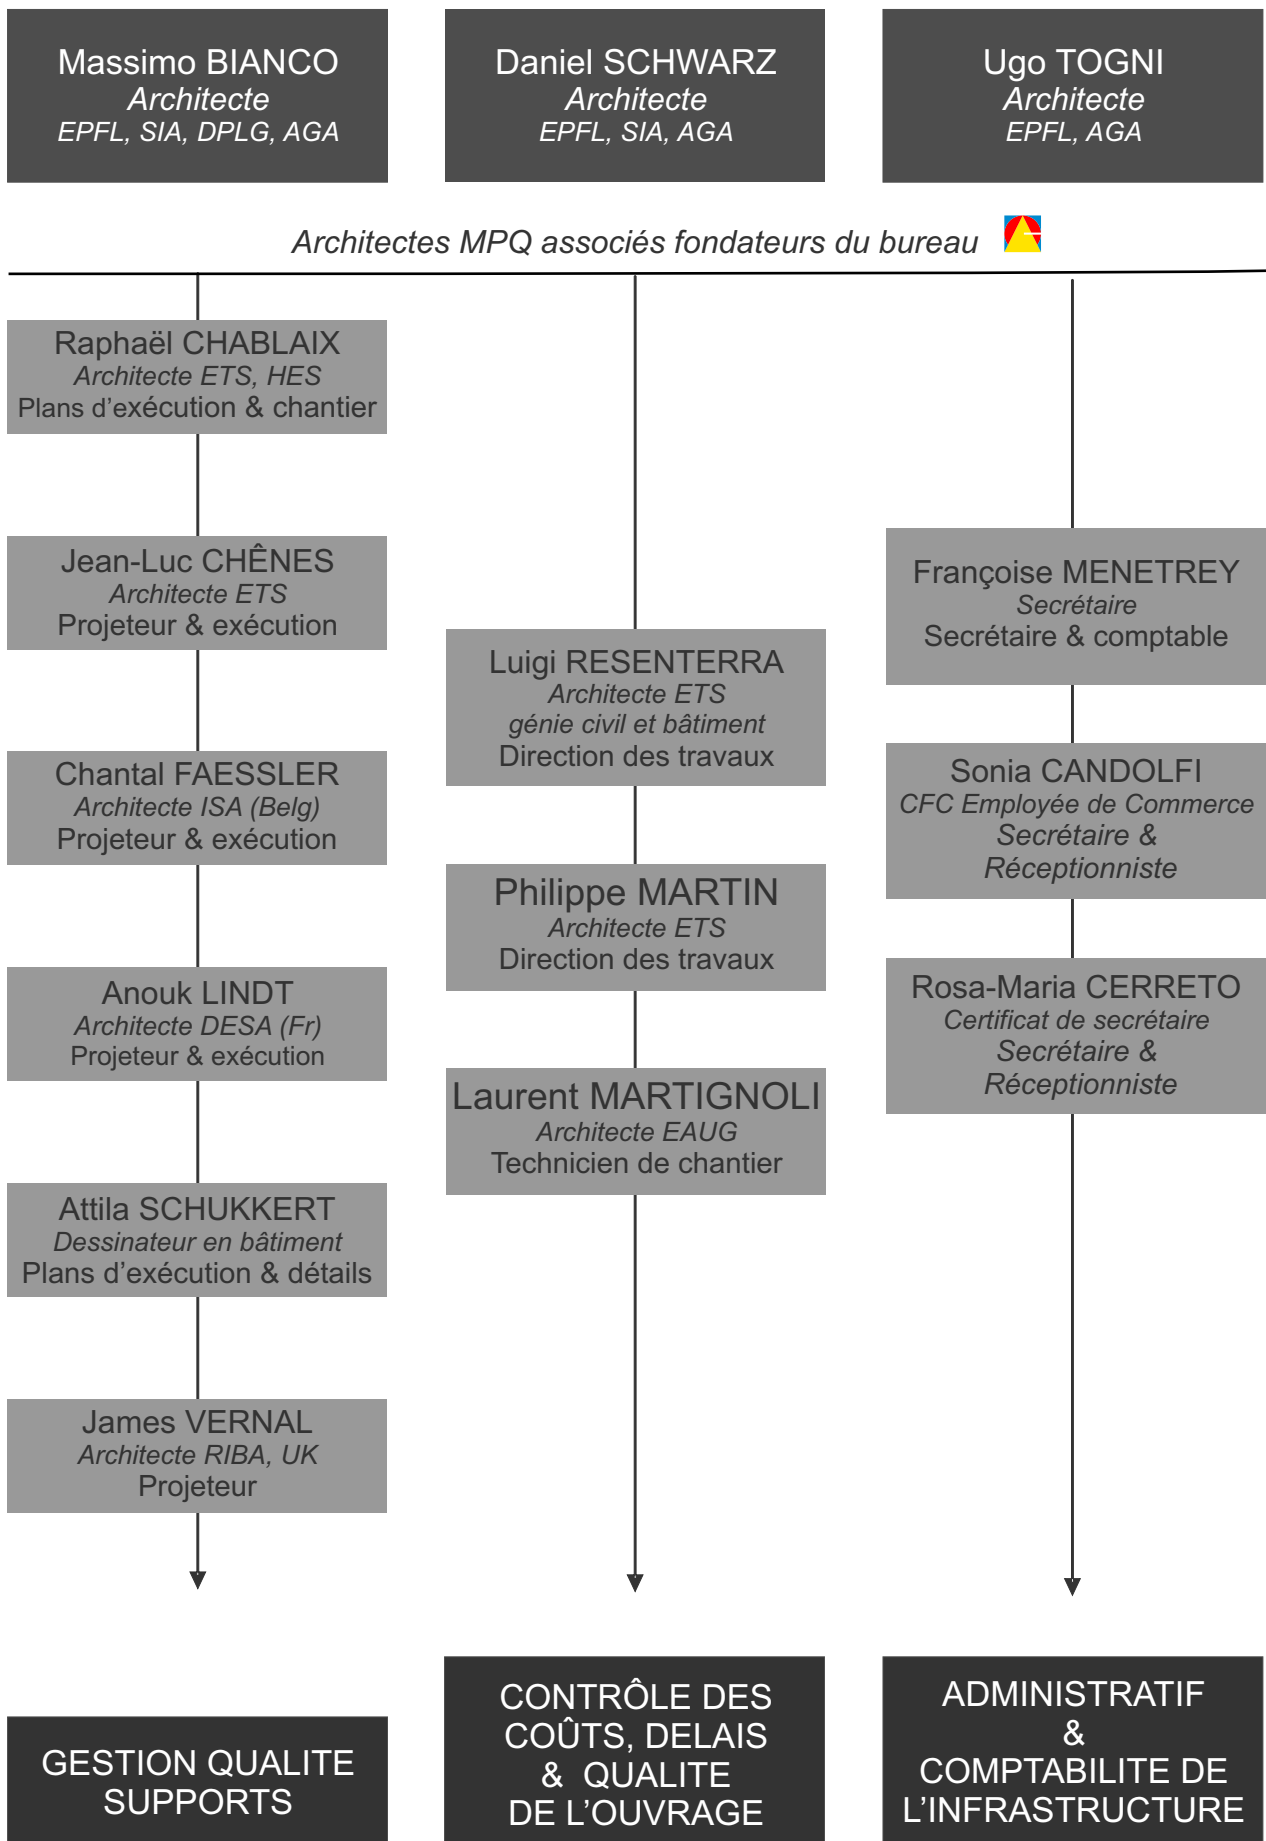 Massimo BIANCO
Architecte
EPFL, SIA, DPLG, AGA
Daniel SCHWARZ
Architecte
EPFL, SIA, AGA
Ugo TOGNI
Architecte
EPFL, AGA
Architectes MPQ associés fondateurs du bureau
Raphaël CHABLAIX
Architecte ETS, HES
Plans d’exécution & chantier
Jean-Luc CHÊNES
Architecte ETS
Projeteur & exécution
Chantal FAESSLER
Architecte ISA (Belg)
Projeteur & exécution
Anouk LINDT
Architecte DESA (Fr)
Projeteur & exécution
Attila SCHUKKERT
Dessinateur en bâtiment
Plans d’exécution & détails
James VERNAL
Architecte RIBA, UK
Projeteur
GESTION QUALITE
SUPPORTS
Luigi RESENTERRA
Architecte ETS
génie civil et bâtiment
Direction des travaux
Philippe MARTIN
Architecte ETS
Direction des travaux
Laurent MARTIGNOLI
Architecte EAUG
Technicien de chantier
CONTRÔLE DES
COÛTS, DELAIS
& QUALITE
DE L’OUVRAGE
Françoise MENETREY
Secrétaire
Secrétaire & comptable
Sonia CANDOLFI
CFC Employée de Commerce
Secrétaire &
Réceptionniste
Rosa-Maria CERRETO
Certificat de secrétaire
Secrétaire &
Réceptionniste
ADMINISTRATIF
&
COMPTABILITE DE
L’INFRASTRUCTURE